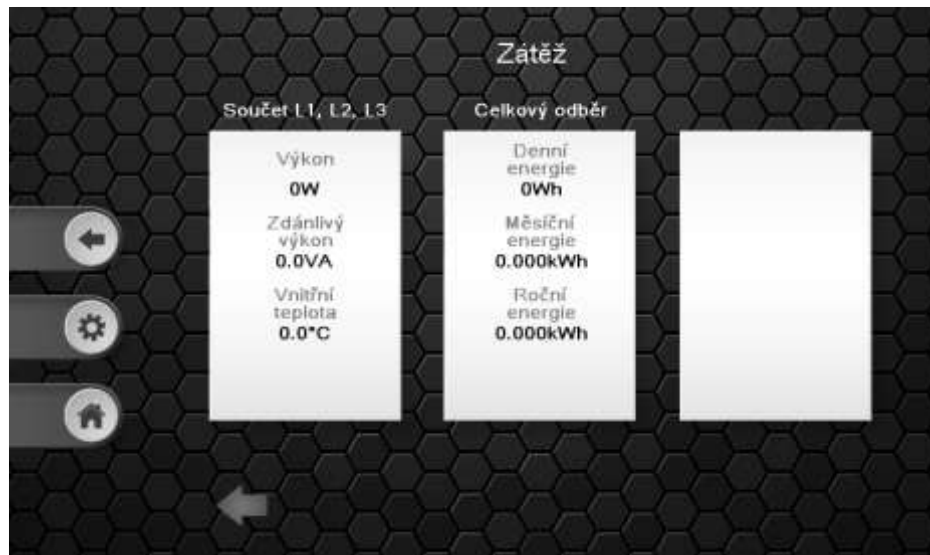 Zátěž
Součet L1, L2, L3
Výkon
0W
Zdánlivý
výkon
0.0VA
Vnitřní
teplota
0.0°C
Celkový odběr
Denní
energie
0Wh
Měsíční
energie
0.000kWh
Roční
energie
0.000kWh